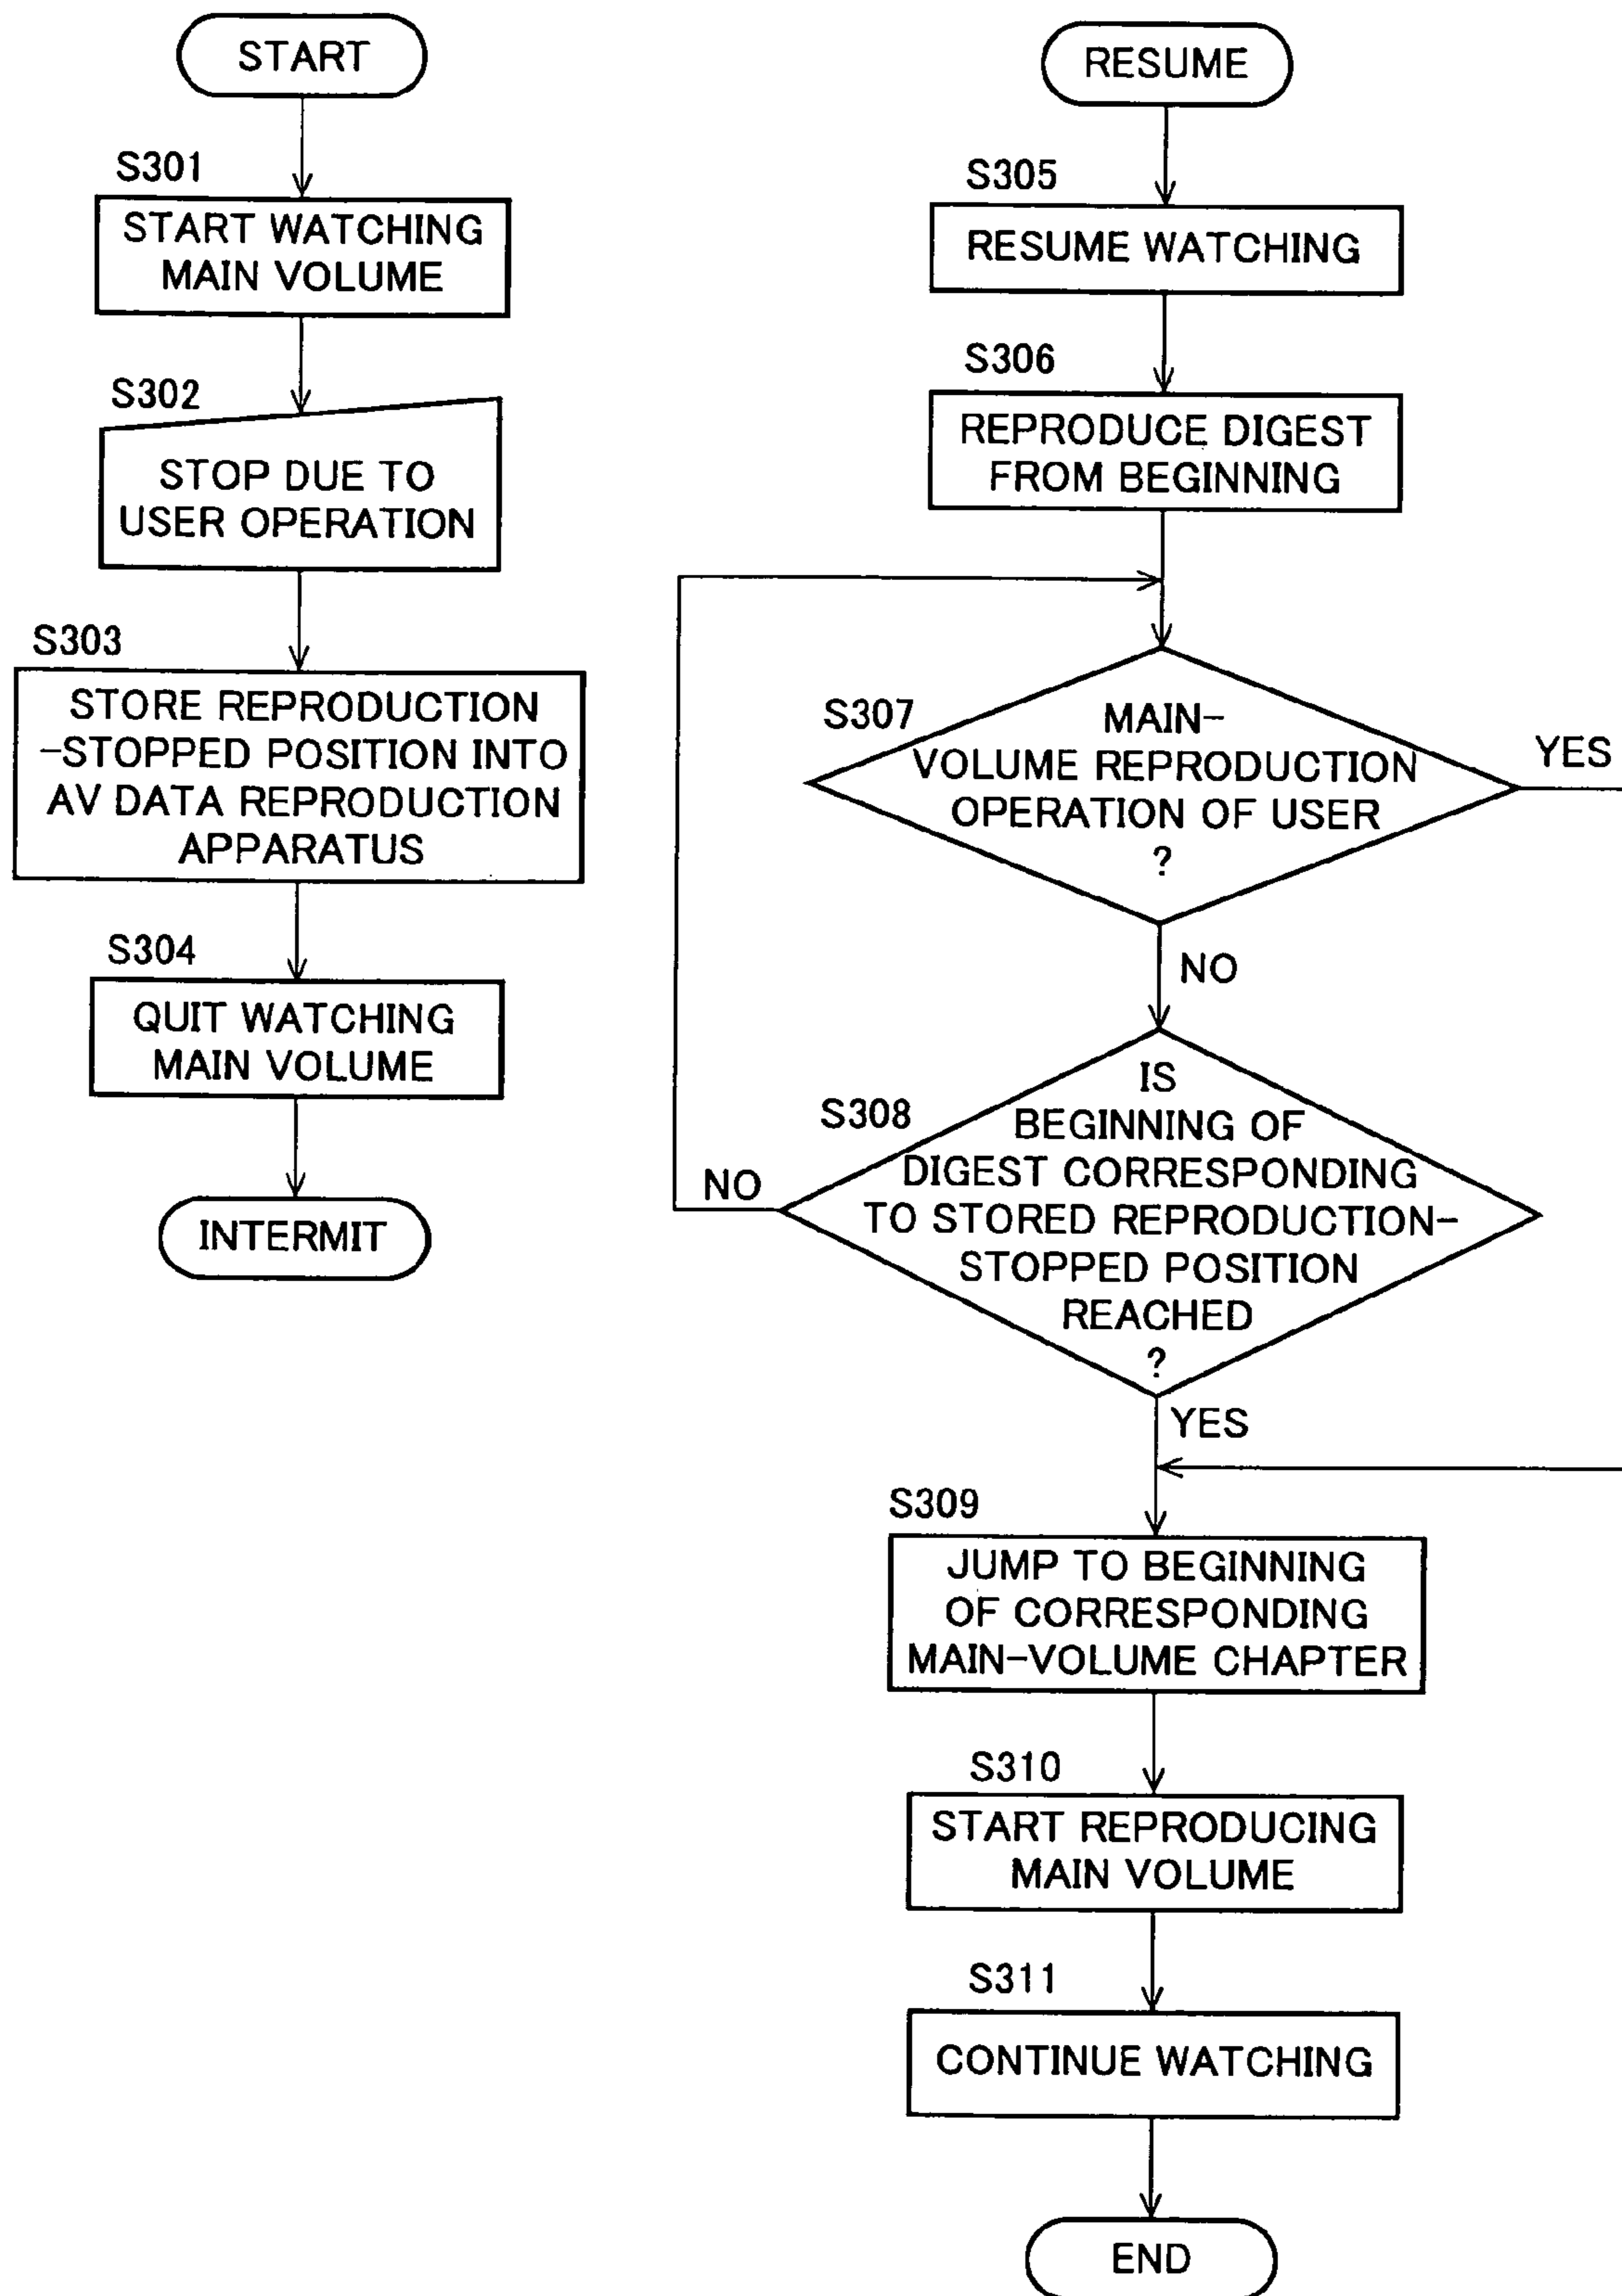 START
S301
START WATCHING
MAIN VOLUME
S302
STOP DUE TO
USER OPERATION
S303
STORE REPRODUCTION
-STOPPED POSITION INTO
AV DATA REPRODUCTION
APPARATUS
S304
QUIT WATCHING
MAIN VOLUME
INTERMIT
RESUME
S305
RESUME WATCHING
S306
REPRODUCE DIGEST
FROM BEGINNING
S307
MAIN-
VOLUME REPRODUCTION
OPERATION OF USER
?
YES
NO
S308
IS
BEGINNING OF
DIGEST CORRESPONDING
TO STORED REPRODUCTION-
STOPPED POSITION
REACHED
?
NO
YES
S309
JUMP TO BEGINNING
OF CORRESPONDING
MAIN-VOLUME CHAPTER
S310
START REPRODUCING
MAIN VOLUME
S311
CONTINUE WATCHING
END